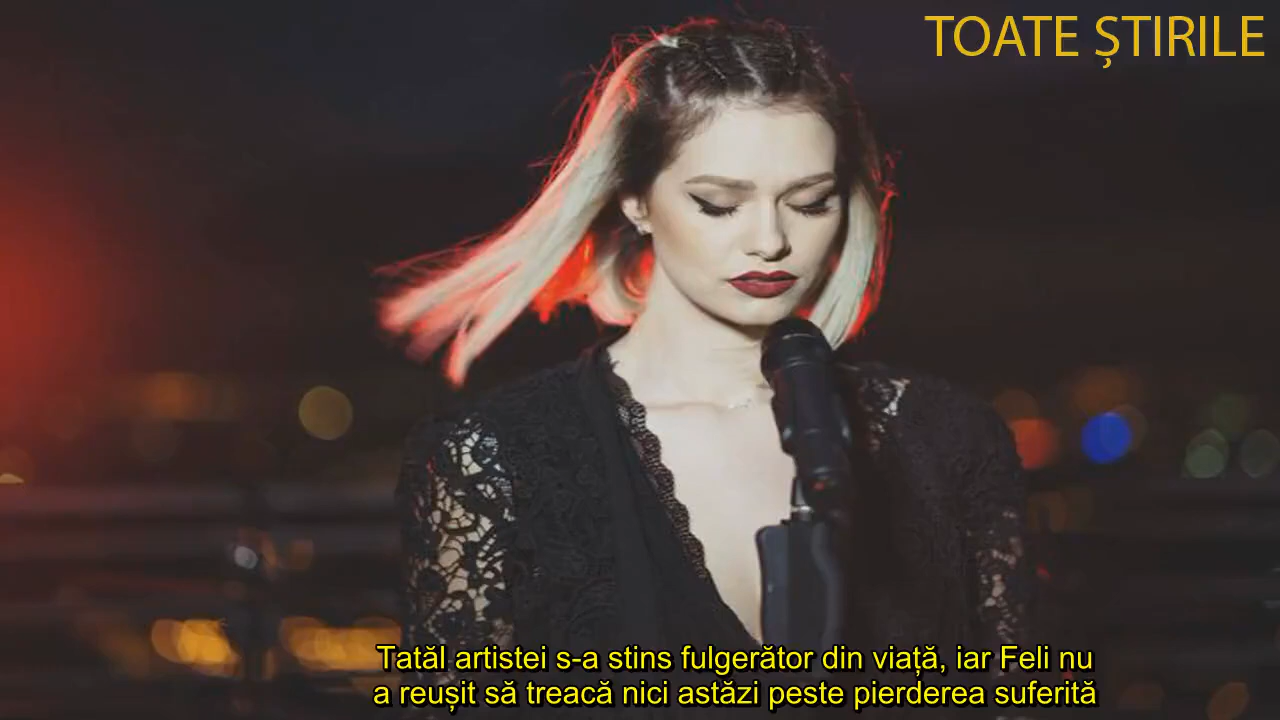 TOATE ȘTIRILE
Tatăl artistei s-a stins fulgerător din viață, iar Feli nu
a reușit să treacă nici astăzi peste pierderea suferită